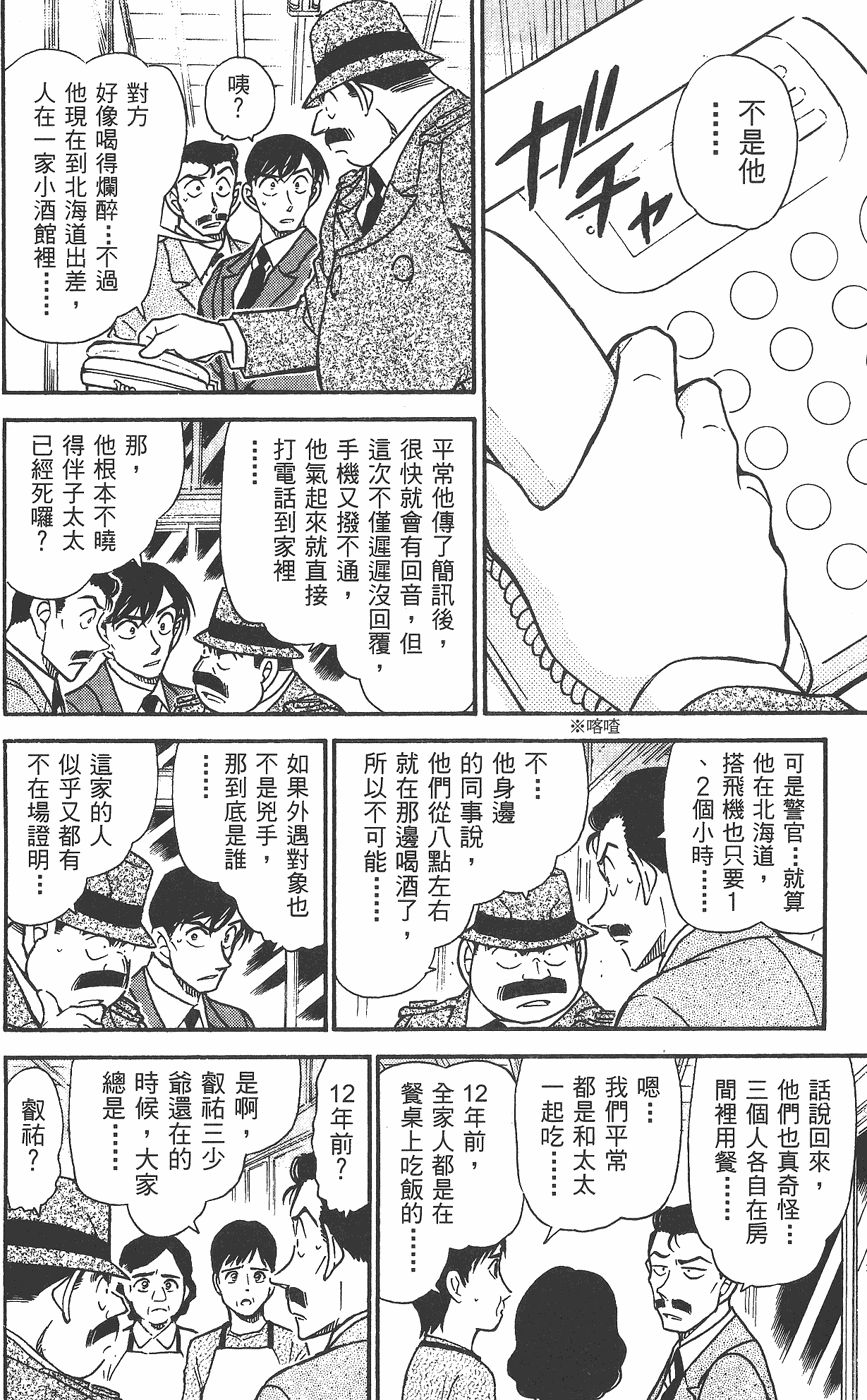 不是他
……
ガチャ
※喀喳
咦？
對方
好像喝得爛醉…不過
他現在到北海道出差，
人在一家小酒館裡……
平常他傳了簡訊後，
很快就會有回音，但
這次不僅遲遲沒回覆，
手機又撥不通，
他氣起來就直接
打電話到家裡
……
那，
他根本不曉
得伴子太太
已經死囉？
可是警官…就算
他在北海道，
搭飛機也只要1
、2個小時……
不…
他身邊
的同事說，
他們從八點左右
就在那邊喝酒了，
所以不可能……
如果外遇對象也
不是兇手，
那到底是誰
……
這家的人
似乎又都有
不在場證明…
話說回來，
他們也真奇怪…
三個人各自在房
間裡用餐……
嗯…
我們平常
都是和太太
一起吃……
12年前，
全家人都是在
餐桌上吃飯的……
12年前？
是啊，
叡祐三少
爺還在的
時候，大家
總是……
叡祐？